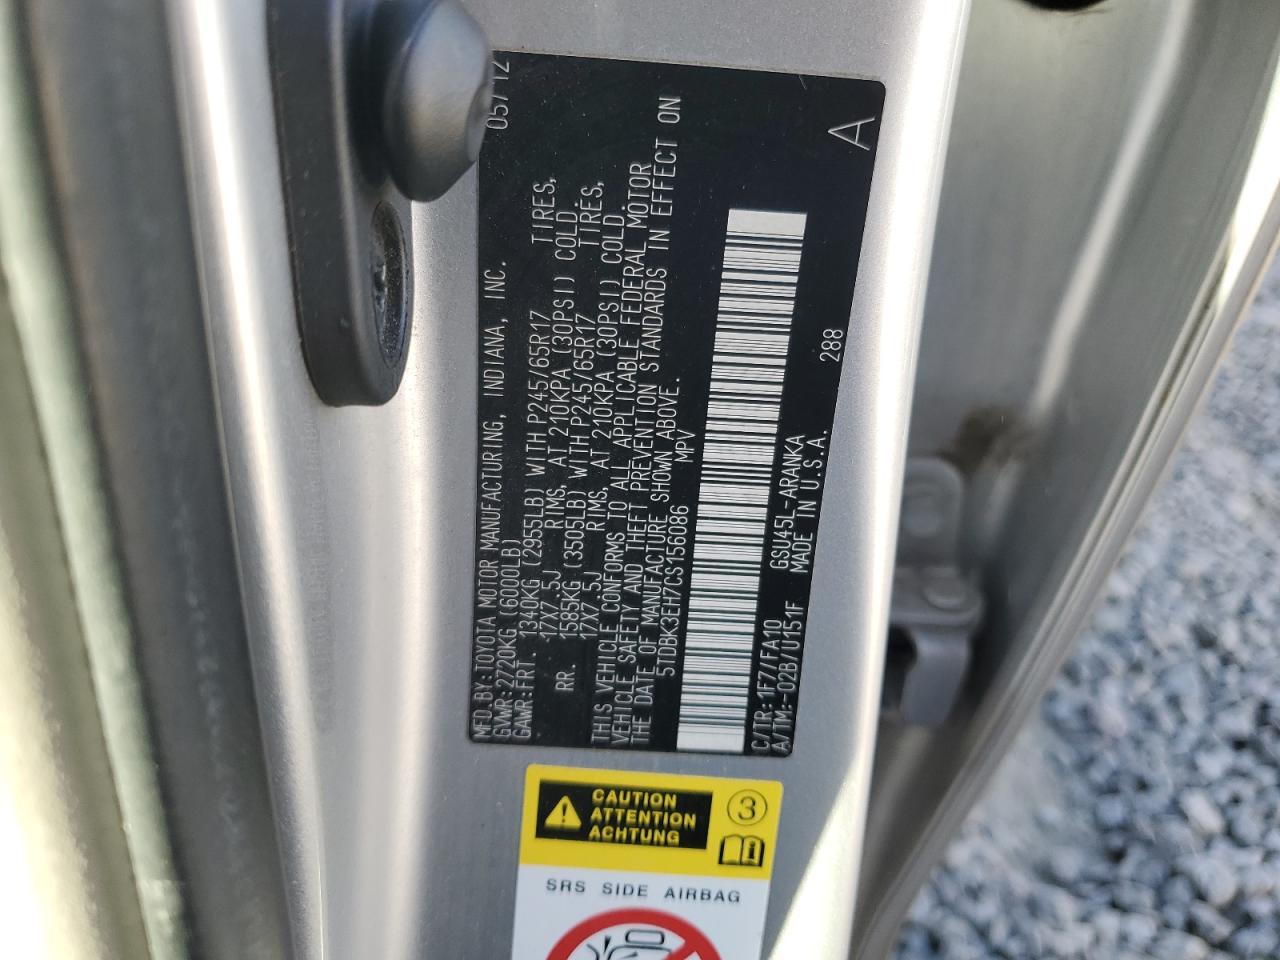 MFD.BY:TOYOTA MOTOR MANUFACTURING, INDIANA, INC. 05/12
GVWR:2720KG (6000LB)
GAWR:FRT. 1340KG (2955LB) WITH P245/65R17 TIRES,
17X7.5J RIMS, AT 210KPA (30PSI) COLD.
RR. 1585KG (3505LB) WITH P245/65R17 TIRES,
17X7.5J RIMS, AT 210KPA (30PSI) COLD.
THIS VEHICLE CONFORMS TO ALL APPLICABLE FEDERAL MOTOR
VEHICLE SAFETY AND THEFT PREVENTION STANDARDS IN EFFECT ON
THE DATE OF MANUFACTURE SHOWN ABOVE.
5TDBK3EH7CS156086 MPV
C/TR:1F7/FA10 GSU45L-ARANKA 288 A
A/TM:-02B/U151F MADE IN U.S.A.
CAUTION
ATTENTION
ACHTUNG
3
SRS SIDE AIRBAG